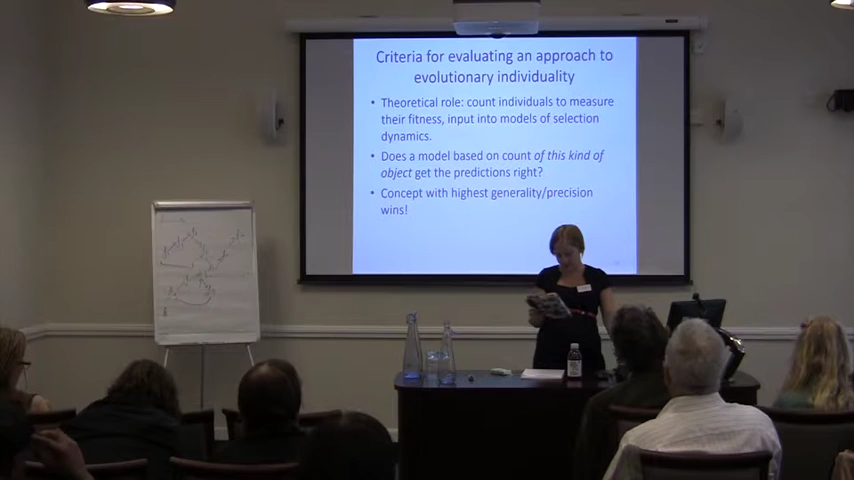 Criteria for evaluating an approach to
evolutionary individuality
• Theoretical role: count individuals to measure
their fitness, input into models of selection
dynamics.
• Does a model based on count of this kind of
object get the predictions right?
• Concept with highest generality/precision
wins!